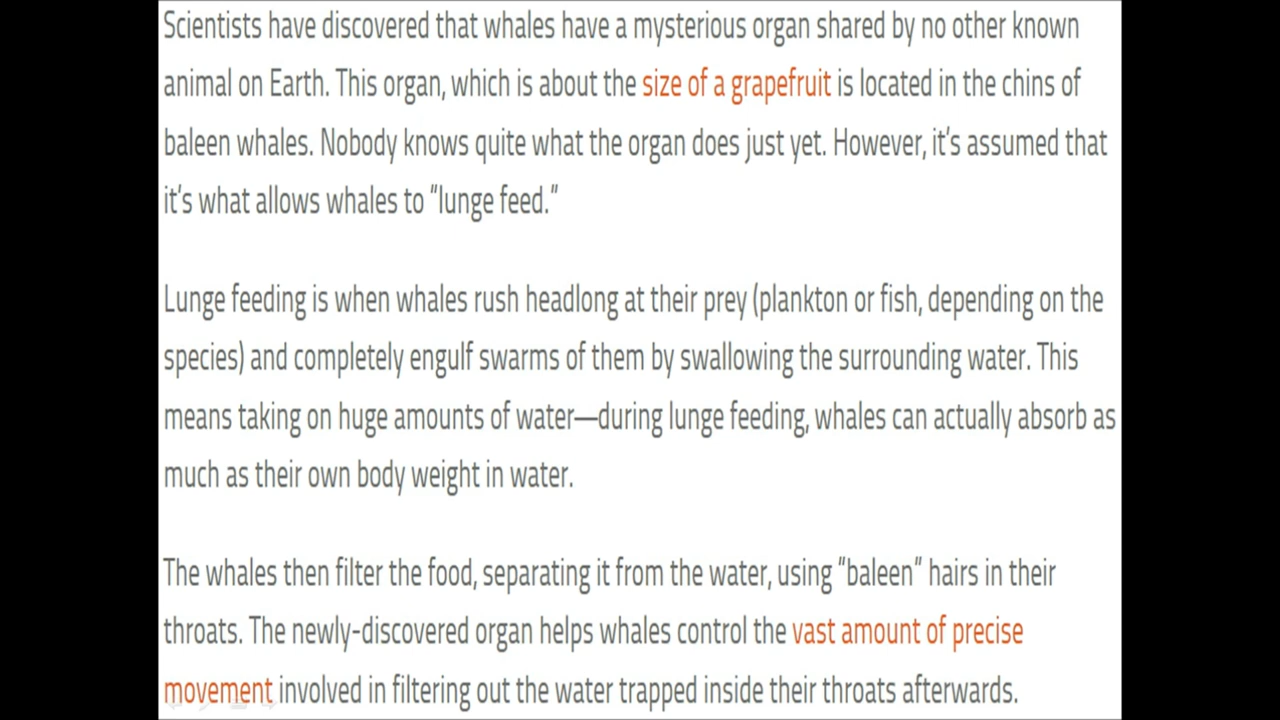 Scientists have discovered that whales have a mysterious organ shared by no other known
animal on Earth. This organ, which is about the size of a grapefruit is located in the chins of
baleen whales. Nobody knows quite what the organ does just yet. However, it's assumed that
it's what allows whales to “lunge feed.”
Lunge feeding is when whales rush headlong at their prey (plankton or fish, depending on the
species) and completely engulf swarms of them by swallowing the surrounding water. This
means taking on huge amounts of water—during lunge feeding, whales can actually absorb as
much as their own body weight in water.
The whales then filter the food, separating it from the water, using “baleen” hairs in their
throats. The newly-discovered organ helps whales control the vast amount of precise
movement involved in filtering out the water trapped inside their throats afterwards.